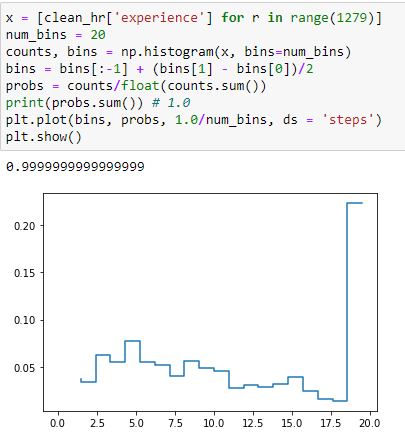 x = [clean_hr['experience'] for r in range(1279)]
num_bins = 20
counts, bins = np.histogram(x, bins=num_bins)
bins = bins[:-1] + (bins[1] - bins[0])/2
probs = counts/float(counts.sum())
print(probs.sum()) # 1.0
plt.plot(bins, probs, 1.0/num_bins, ds = 'steps')
plt.show()
0.9999999999999999
0.20
0.15
0.10
0.05
0.0 2.5 5.0 7.5 10.0 12.5 15.0 17.5 20.0